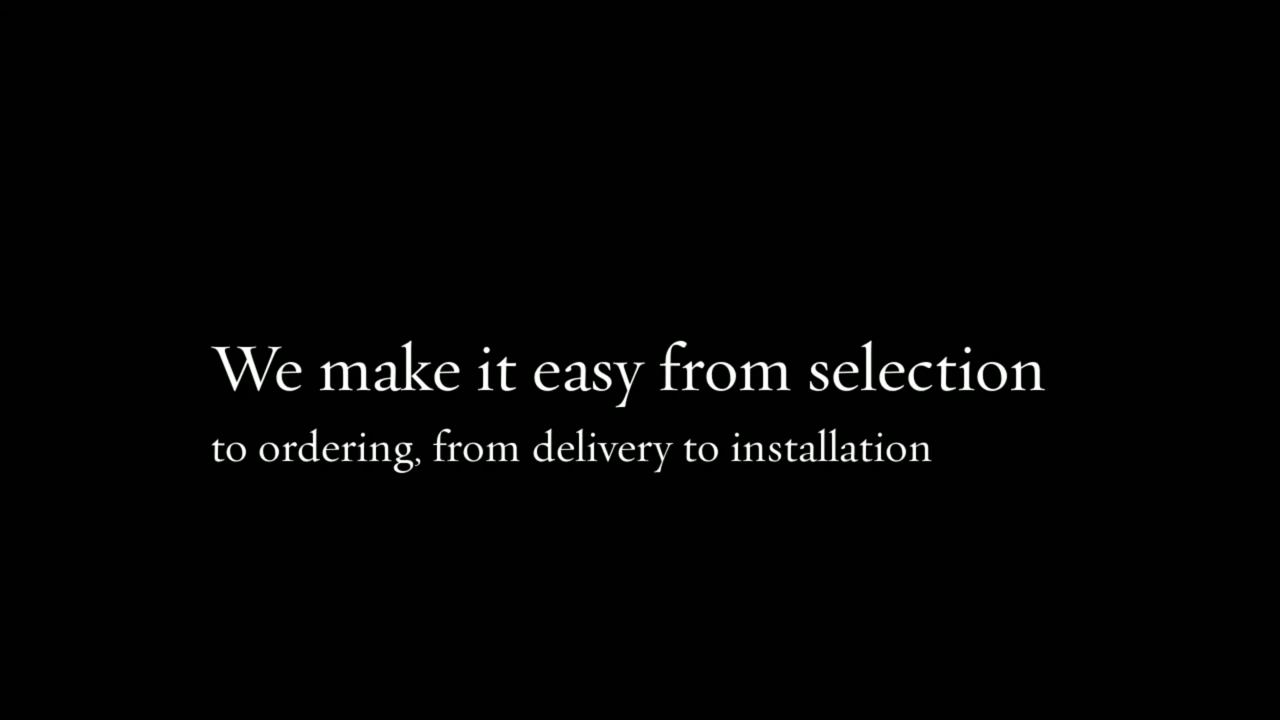 We make it easy from selection
to ordering, from delivery to installation